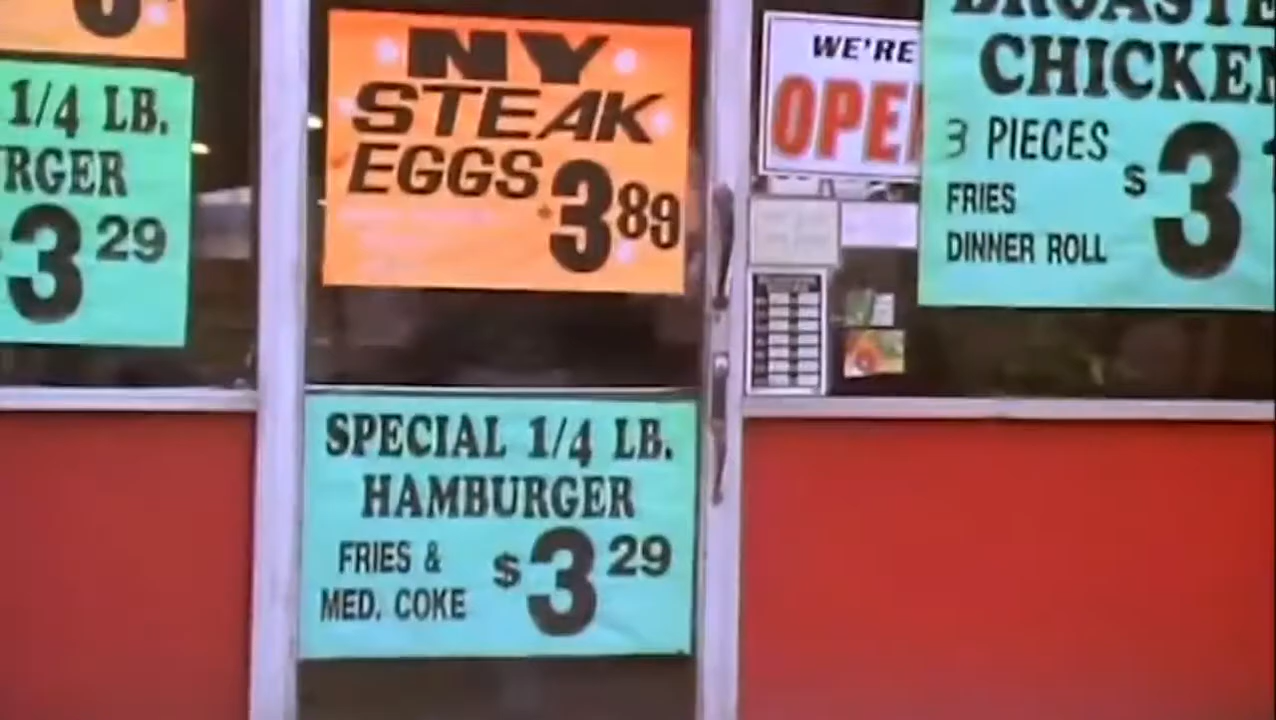 1/4 LB.
RGER
3 29
NY
STEAK
EGGS 3 89
SPECIAL 1/4 LB.
HAMBURGER
FRIES &
MED. COKE
$3 29
WE'RE
OPE
CHICKEN
3 PIECES
FRIES
DINNER ROLL
$3